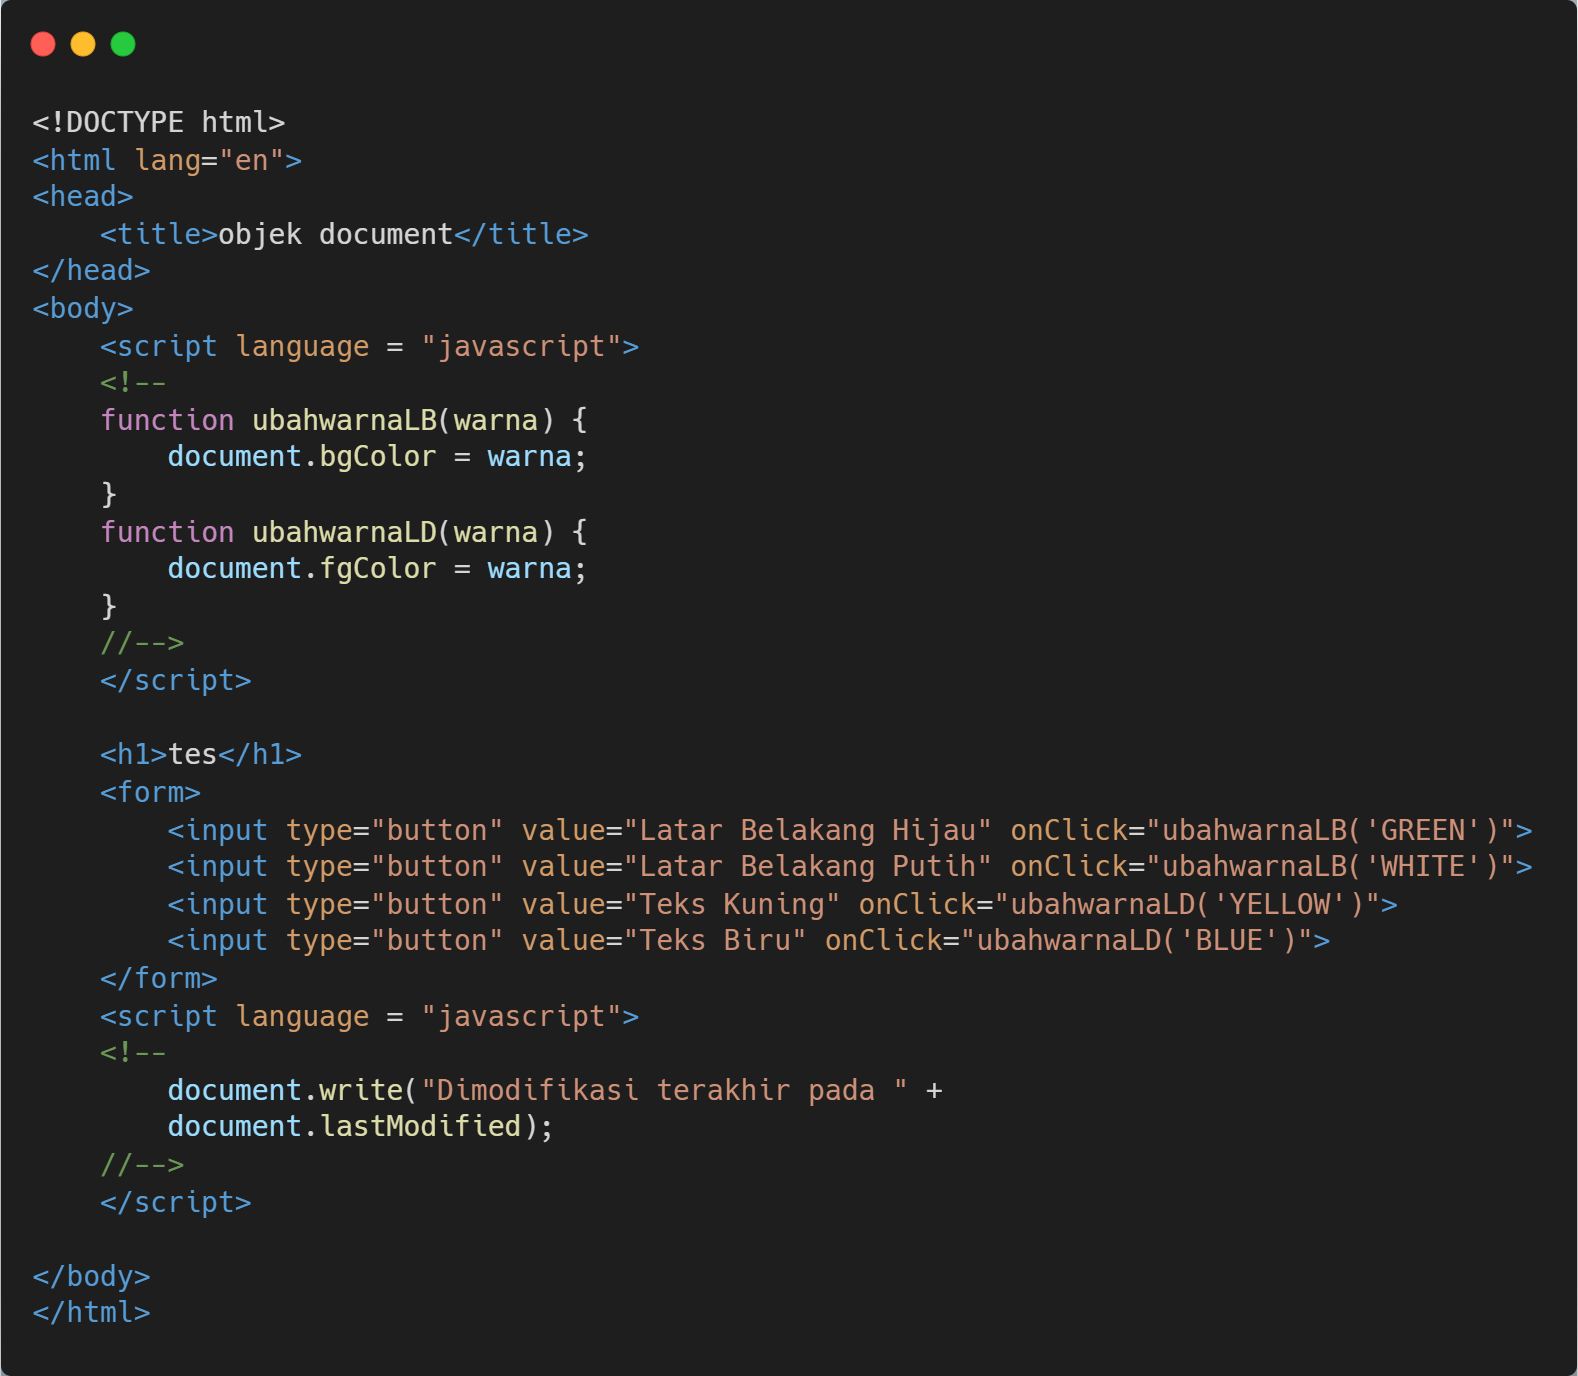 <!DOCTYPE html>
<html lang="en">
<head>
    <title>objek document</title>
</head>
<body>
    <script language = "javascript">
    <!--
    function ubahwarnaLB(warna) {
        document.bgColor = warna;
    }
    function ubahwarnaLD(warna) {
        document.fgColor = warna;
    }
    //-->
    </script>

    <h1>tes</h1>
    <form>
        <input type="button" value="Latar Belakang Hijau" onClick="ubahwarnaLB('GREEN')">
        <input type="button" value="Latar Belakang Putih" onClick="ubahwarnaLB('WHITE')">
        <input type="button" value="Teks Kuning" onClick="ubahwarnaLD('YELLOW')">
        <input type="button" value="Teks Biru" onClick="ubahwarnaLD('BLUE')">
    </form>
    <script language = "javascript">
    <!--
        document.write("Dimodifikasi terakhir pada " +
        document.lastModified);
    //-->
    </script>

</body>
</html>